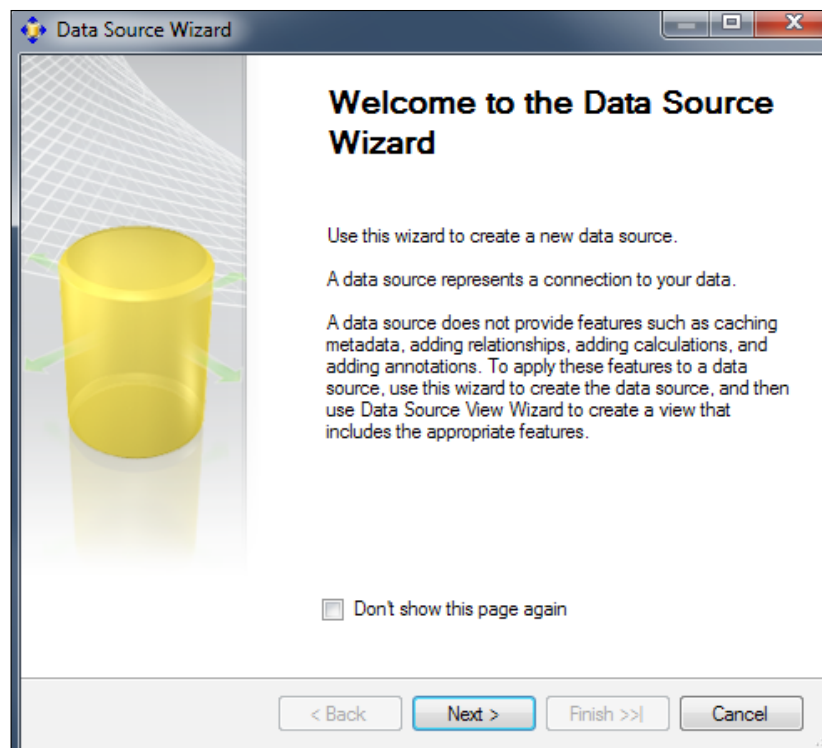 Data Source Wizard
Welcome to the Data Source
Wizard
Use this wizard to create a new data source.
A data source represents a connection to your data.
A data source does not provide features such as caching
metadata, adding relationships, adding calculations, and
adding annotations. To apply these features to a data
source, use this wizard to create the data source, and then
use Data Source View Wizard to create a view that
includes the appropriate features.
Don't show this page again
< Back Next > Finish >>| Cancel